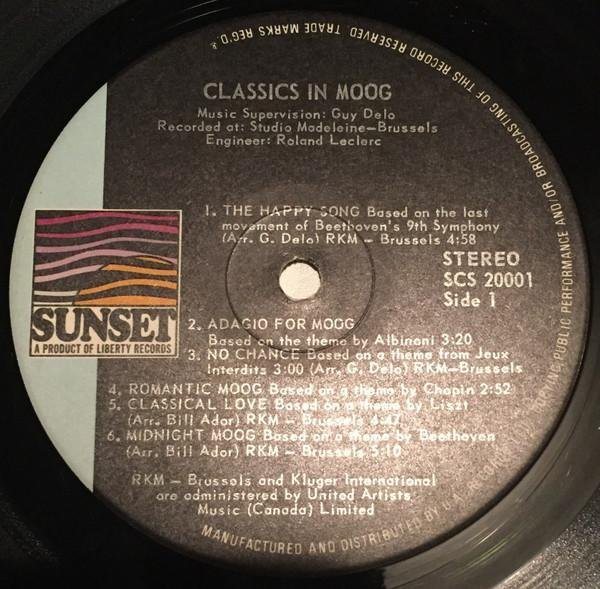 CLASSICS IN MOOG
Music Supervision: Guy Delo
Recorded at: Studio Madeleine—Brussels
Engineer: Roland Leclerc
1. THE HAPPY SONG Based on the last
movement of Beethoven's 9th Symphony
(Arr. G. Delo) RKM – Brussels 4:58
STEREO
SCS 20001
Side 1
SUNSET
A PRODUCT OF LIBERTY RECORDS
2. ADAGIO FOR MOOG
Based on the theme by Albinoni 3:20
3. NO CHANCE Based on a theme from Jeux
Interdits 3:00 (Arr. G. Delo) RKM–Brussels
4. ROMANTIC MOOG Based on a theme by Chopin 2:52
5. CLASSICAL LOVE Based on a theme by Liszt
(Arr. Bill Ador) RKM – Brussels 4:47
6. MIDNIGHT MOOG Based on a theme by Beethoven
(Arr. Bill Ador) RKM – Brussels 5:10
RKM – Brussels and Kluger International
are administered by United Artists
Music (Canada) Limited
MANUFACTURED AND DISTRIBUTED BY PUBLIC PERFORMANCE AND/OR BROADCASTING OF THIS RECORD RESERVED. TRADE MARKS REG'D. &